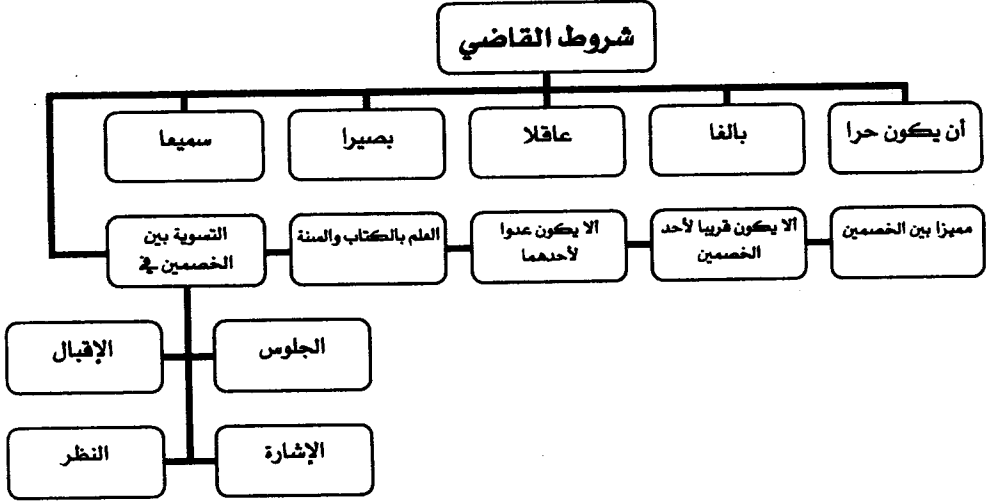 شروط القاضي
أن يكون حرا
بالغا
عاقلا
بصيرا
سميعا
مميزا بين الخصمين
ألا يكون قريبا لأحد
الخصمين
ألا يكون عدوا
لأحدهما
العلم بالكتاب والسنة
التسوية بين
الخصمين في
الجلوس
الإقبال
الإشارة
النظر